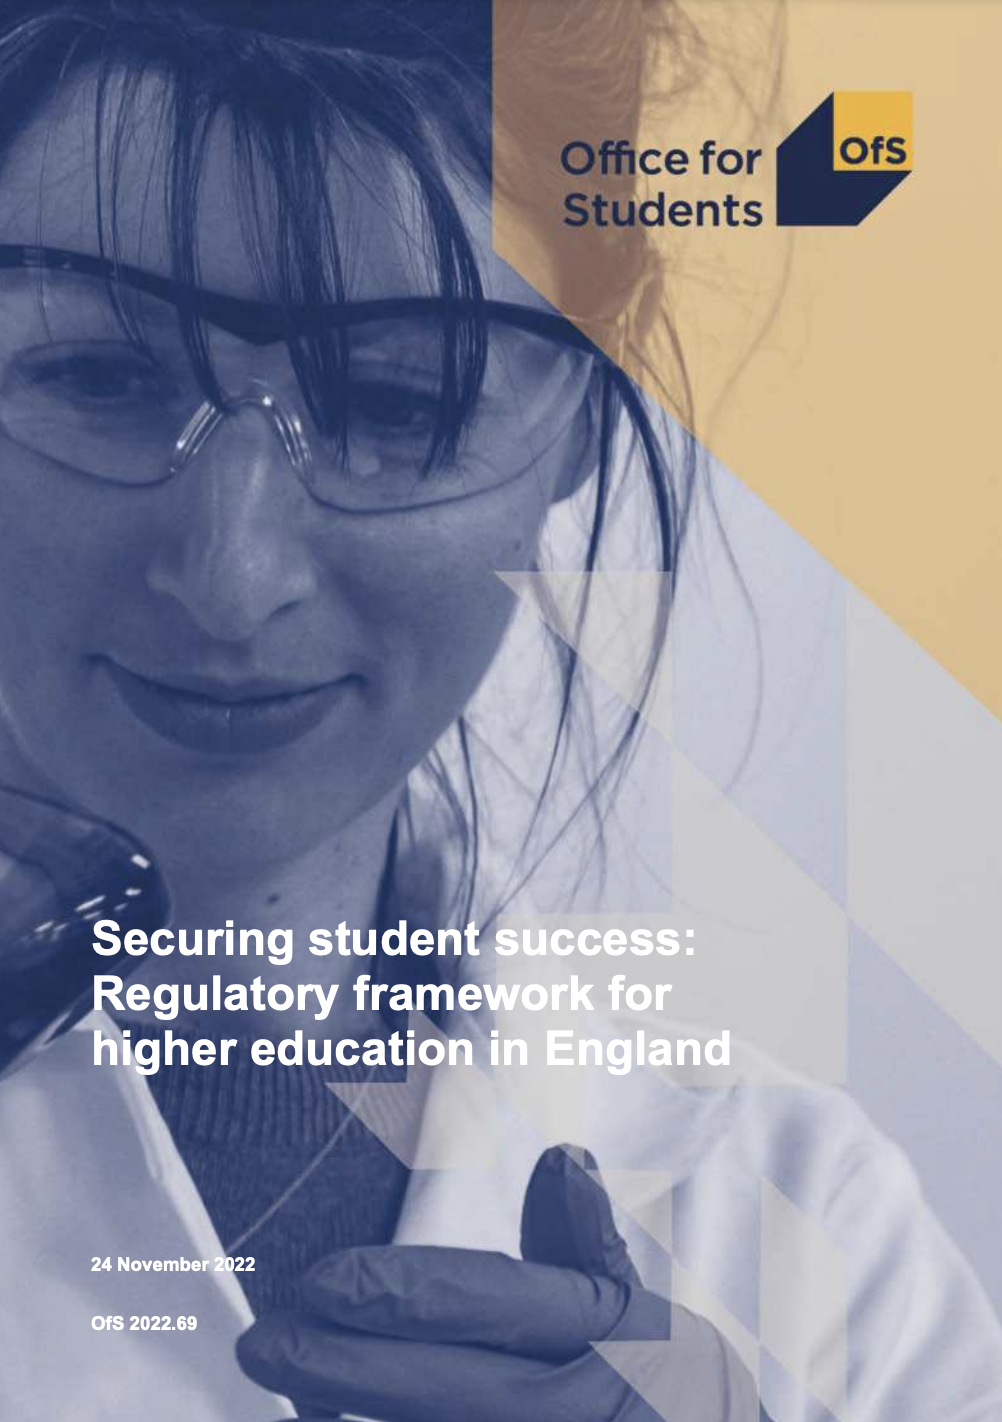 Office for
Students
OfS
Securing student success:
Regulatory framework for
higher education in England
24 November 2022
OfS 2022.69